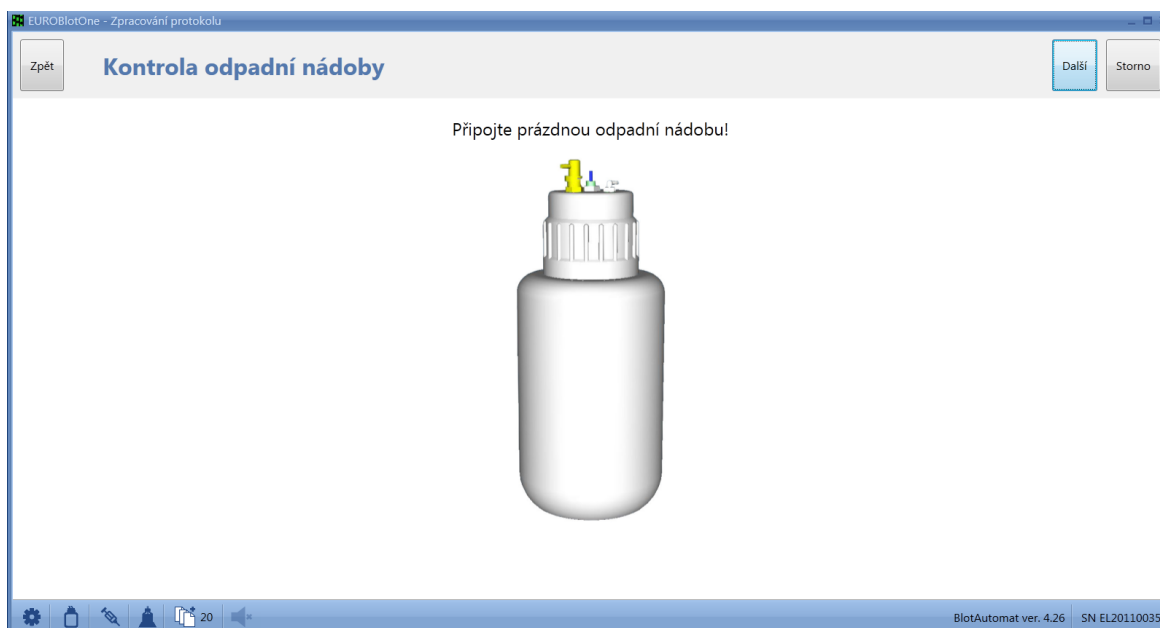 EUROBlotOne - Zpracování protokolu
Zpět
Kontrola odpadní nádoby
Další
Storno
Připojte prázdnou odpadní nádobu!
20
BlotAutomat ver. 4.26
SN EL20110035